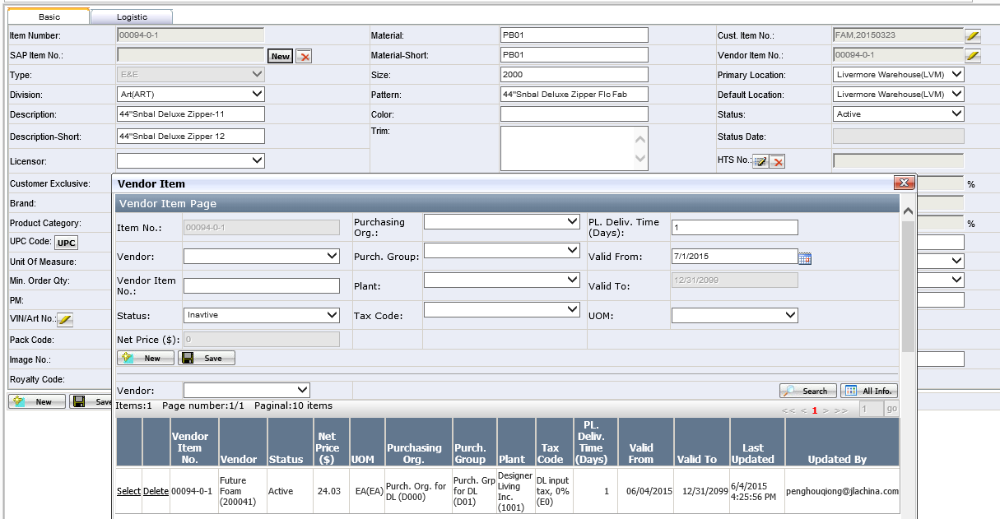 Basic Logistic
Item Number: 00094-0-1 Material: PB01 Cust. Item No.: FAM,20150323
SAP Item No.: New Material-Short: PB01 Vendor Item No.: 00094-0-1
Type: E&E Size: 2000 Primary Location: Livermore Warehouse(LVM)
Division: Art(ART) Pattern: 44"Snbal Deluxe Zipper Flc Fab Default Location: Livermore Warehouse(LVM)
Description: 44"Snbal Deluxe Zipper-11 Color: Status: Active
Description-Short: 44"Snbal Deluxe Zipper 12 Trim: Status Date:
Licensor: HTS No.:
Customer Exclusive: %
Brand:
Product Category: %
UPC Code: UPC
Unit Of Measure:
Min. Order Qty:
PM:
VIN/Art No.:
Pack Code:
Image No.:
Royalty Code:
New Save
Vendor Item
Vendor Item Page
Item No.: 00094-0-1 Purchasing Org.: PL. Deliv. Time (Days): 1
Vendor: Purch. Group: Valid From: 7/1/2015
Vendor Item No.: Plant: Valid To: 12/31/2099
Status: Inavtive Tax Code: UOM:
Net Price ($): 0
New Save
Vendor: Search All Info.
Items:1 Page number:1/1 Paginal:10 items << < 1 > >> 1 go
Vendor Item No. Vendor Status Net Price ($) UOM Purchasing Org. Purch. Group Plant Tax Code PL. Deliv. Time (Days) Valid From Valid To Last Updated Updated By
Select Delete 00094-0-1 Future Foam (200041) Active 24.03 EA(EA) Purch. Org. for DL (D000) Purch. Grp for DL (D01) Designer Living Inc. (1001) DL input tax, 0% (E0) 1 06/04/2015 12/31/2099 6/4/2015 4:25:56 PM penghouqiong@jlachina.com